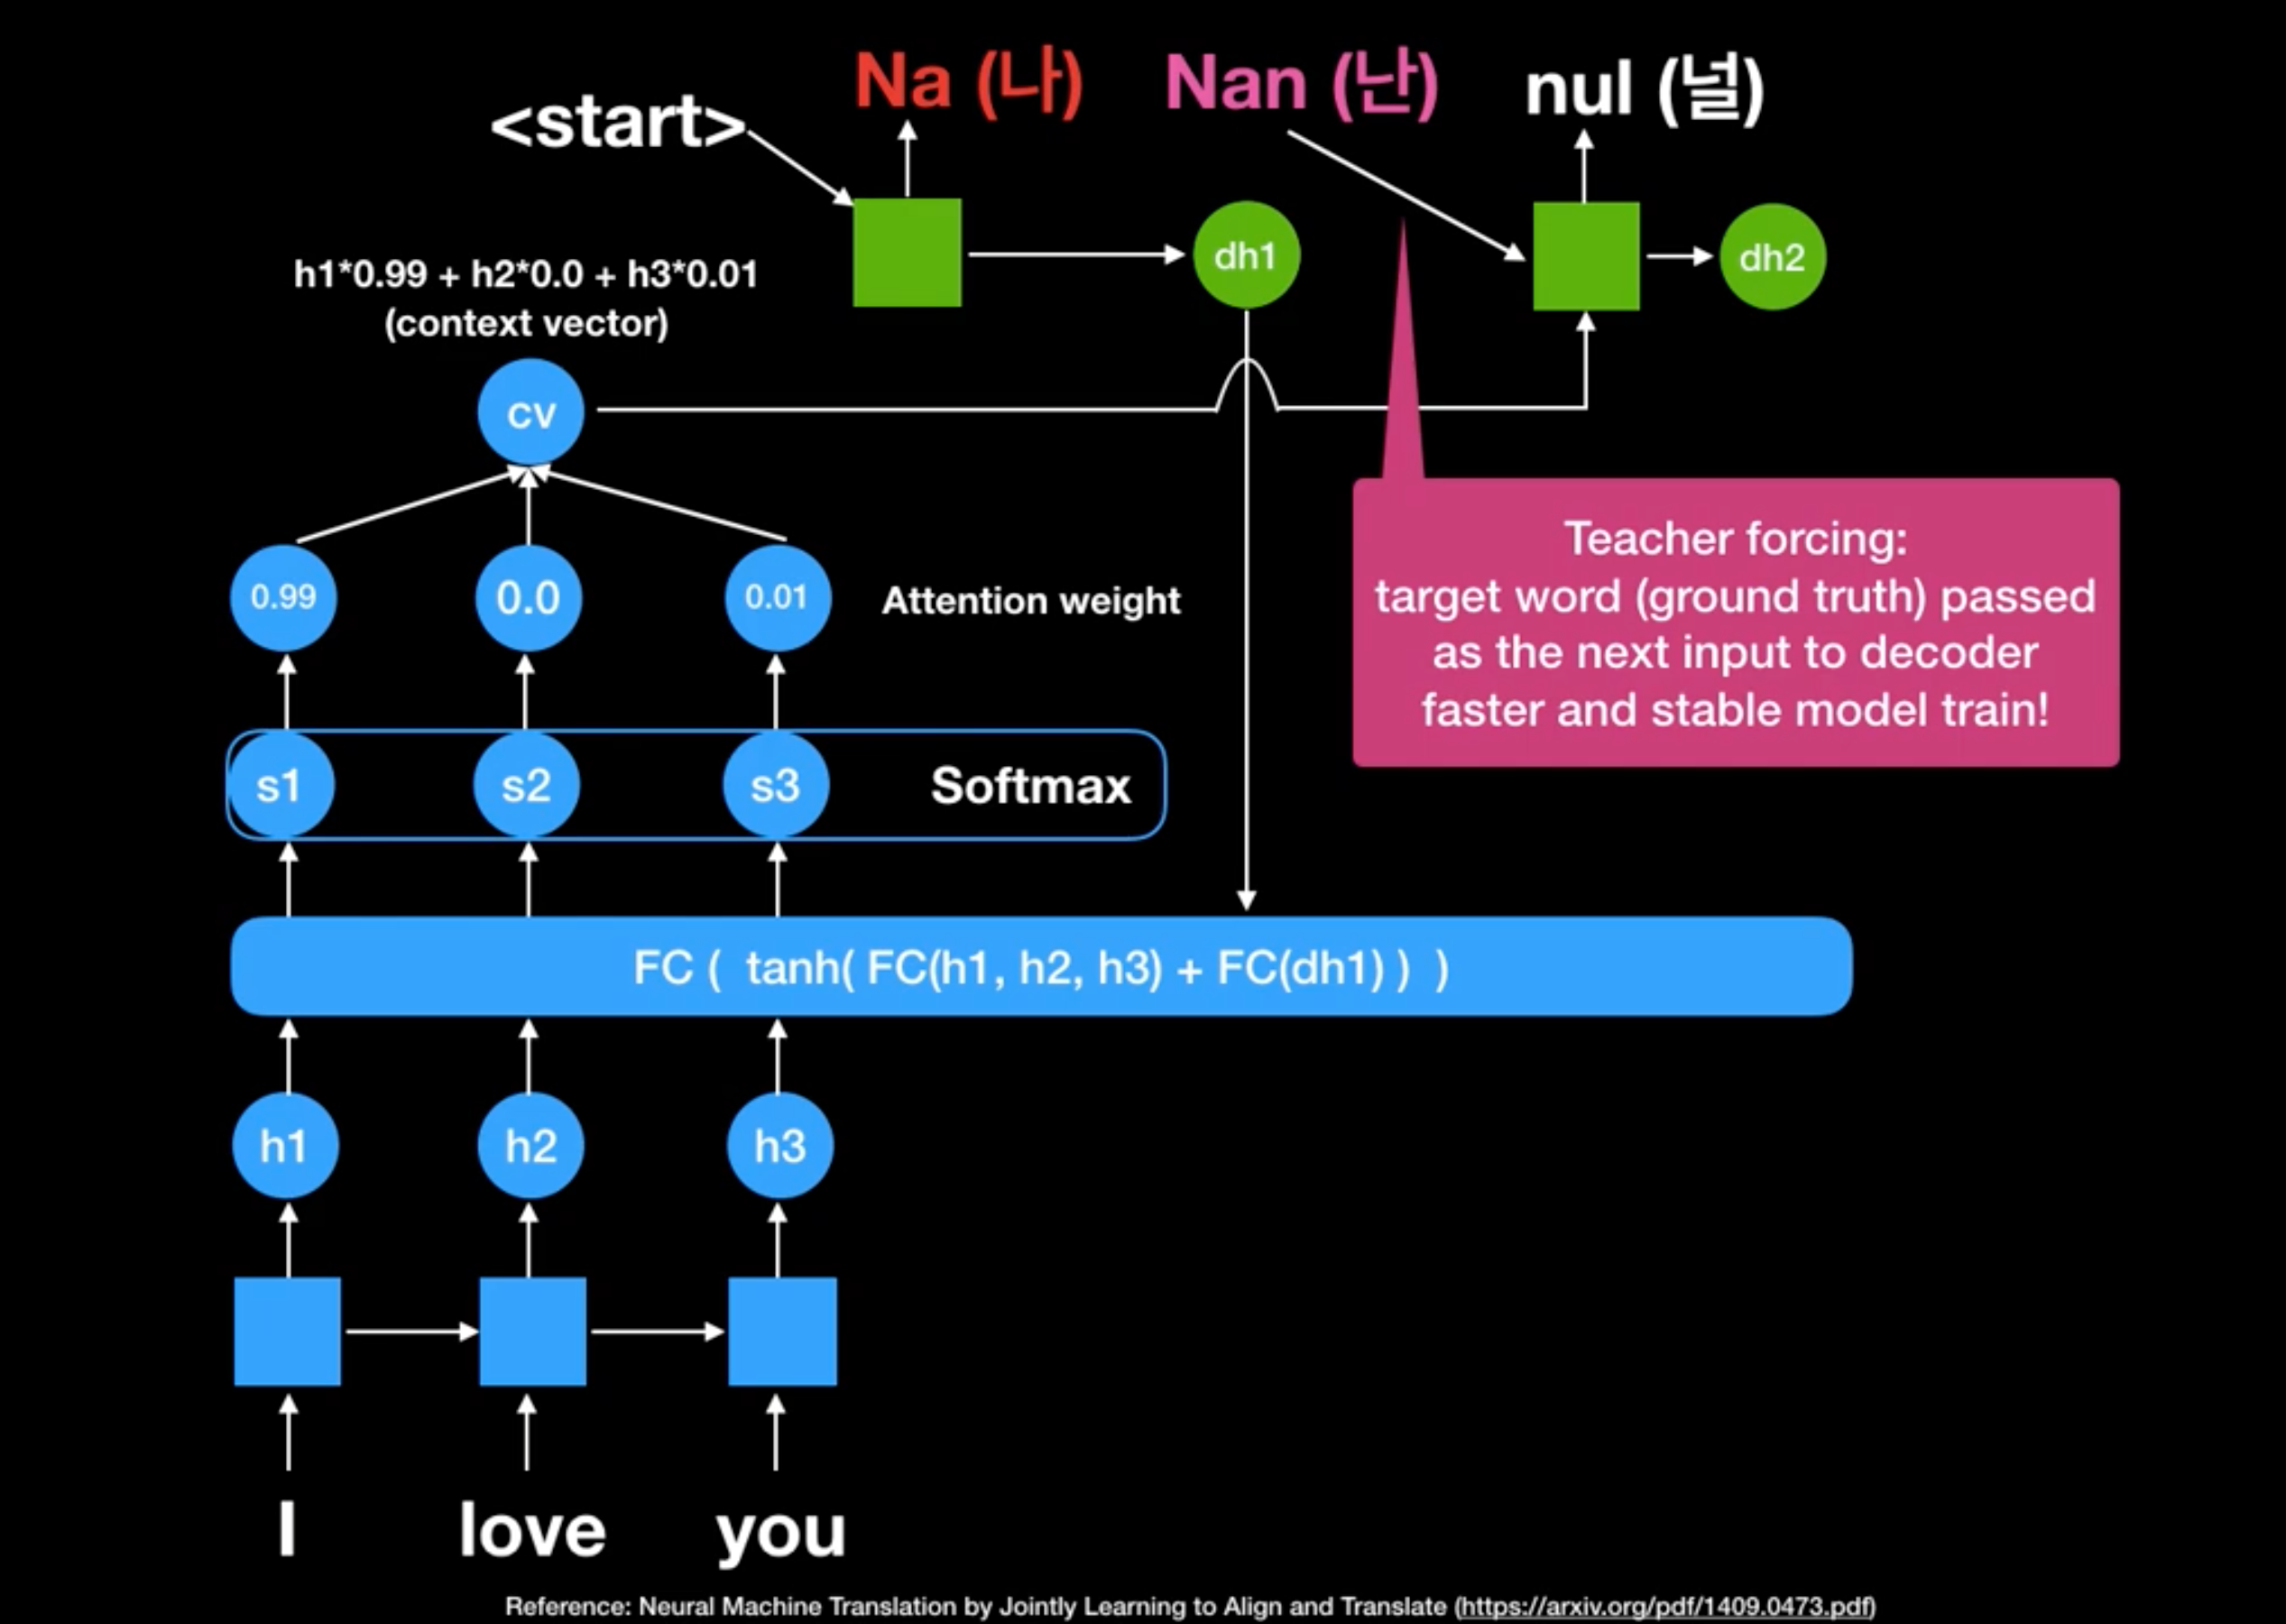 <start> Na (나) Nan (난) nul (널)
h1*0.99 + h2*0.0 + h3*0.01
(context vector)
dh1 dh2
cv
0.99 0.0 0.01 Attention weight
Teacher forcing:
target word (ground truth) passed
as the next input to decoder
faster and stable model train!
s1 s2 s3 Softmax
FC ( tanh( FC(h1, h2, h3) + FC(dh1) ) )
h1 h2 h3
I love you
Reference: Neural Machine Translation by Jointly Learning to Align and Translate (https://arxiv.org/pdf/1409.0473.pdf)